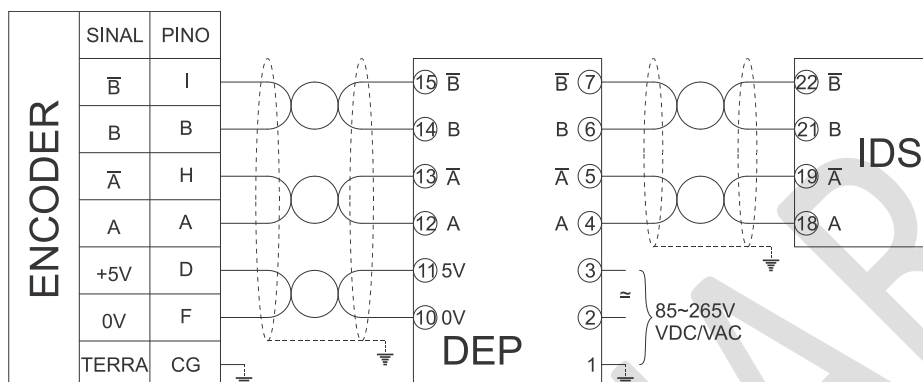 ENCODER
SINAL PINO
B̅ I
B B
A̅ H
A A
+5V D
0V F
TERRA CG
15 B̅
14 B
13 A̅
12 A
11 5V
10 0V
DEP
B̅ 7
B 6
A̅ 5
A 4
3
≃
2
1
85~265V
VDC/VAC
22 B̅
21 B
19 A̅
18 A
IDS